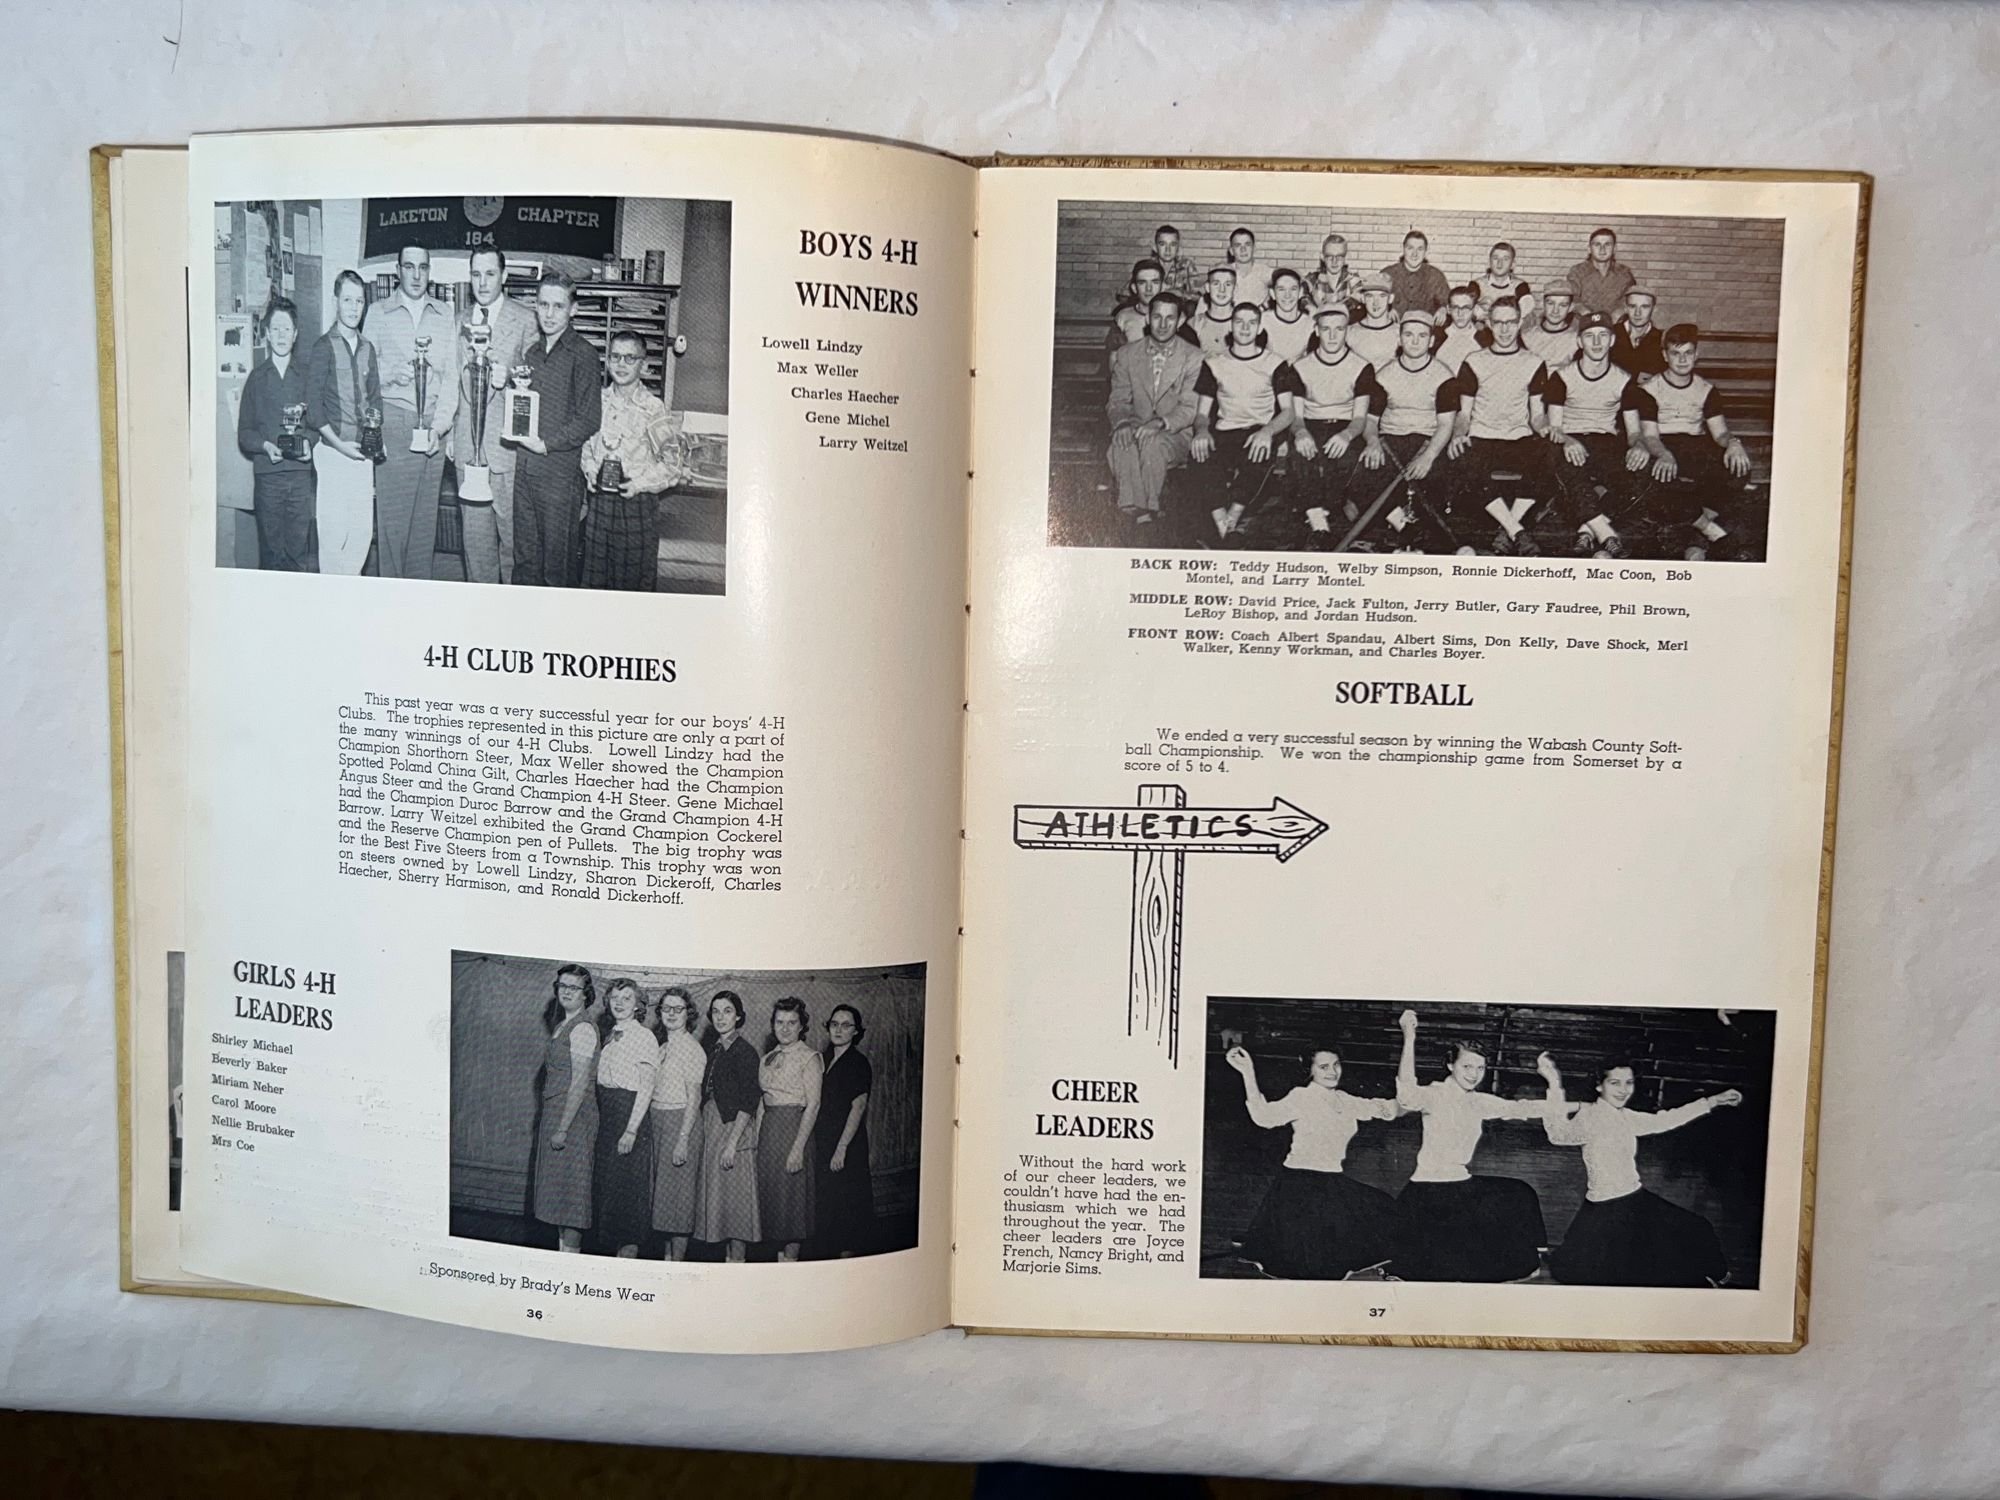 LAKETON CHAPTER
184
BOYS 4-H
WINNERS
Lowell Lindzy
Max Weller
Charles Haecher
Gene Michel
Larry Weitzel
4-H CLUB TROPHIES
This past year was a very successful year for our boys' 4-H
Clubs. The trophies represented in this picture are only a part of
the many winnings of our 4-H Clubs. Lowell Lindzy had the
Champion Shorthorn Steer, Max Weller showed the Champion
Spotted Poland China Gilt, Charles Haecher had the Champion
Angus Steer and the Grand Champion 4-H Steer. Gene Michael
had the Champion Duroc Barrow and the Grand Champion 4-H
Barrow. Larry Weitzel exhibited the Grand Champion Cockerel
and the Reserve Champion pen of Pullets. The big trophy was
for the Best Five Steers from a Township. This trophy was won
on steers owned by Lowell Lindzy, Sharon Dickeroff, Charles
Haecher, Sherry Harmison, and Ronald Dickerhoff.
GIRLS 4-H
LEADERS
Shirley Michael
Beverly Baker
Miriam Neher
Carol Moore
Nellie Brubaker
Mrs Coe
Sponsored by Brady's Mens Wear
36
BACK ROW: Teddy Hudson, Welby Simpson, Ronnie Dickerhoff, Mac Coon, Bob
Montel, and Larry Montel.
MIDDLE ROW: David Price, Jack Fulton, Jerry Butler, Gary Faudree, Phil Brown,
LeRoy Bishop, and Jordan Hudson.
FRONT ROW: Coach Albert Spandau, Albert Sims, Don Kelly, Dave Shock, Merl
Walker, Kenny Workman, and Charles Boyer.
SOFTBALL
We ended a very successful season by winning the Wabash County Soft-
ball Championship. We won the championship game from Somerset by a
score of 5 to 4.
ATHLETICS
CHEER
LEADERS
Without the hard work
of our cheer leaders, we
couldn't have had the en-
thusiasm which we had
throughout the year. The
cheer leaders are Joyce
French, Nancy Bright, and
Marjorie Sims.
37